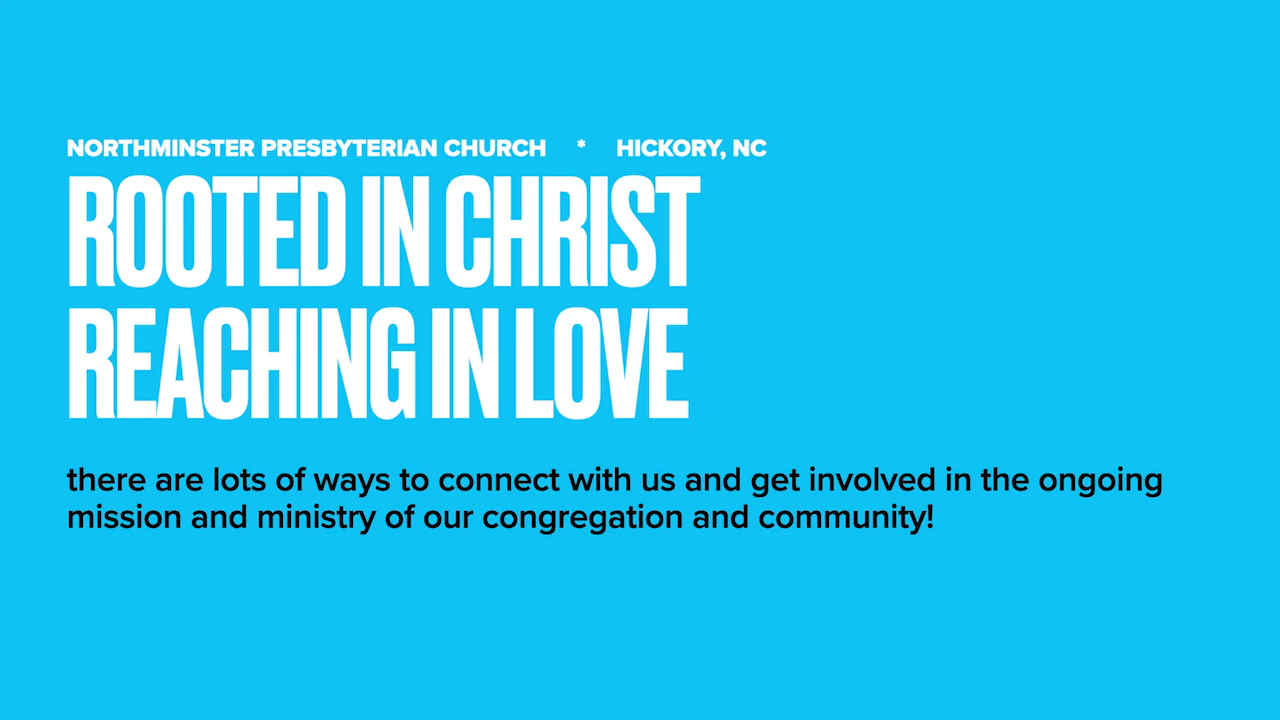 NORTHMINSTER PRESBYTERIAN CHURCH * HICKORY, NC
ROOTED IN CHRIST
REACHING IN LOVE
there are lots of ways to connect with us and get involved in the ongoing
mission and ministry of our congregation and community!